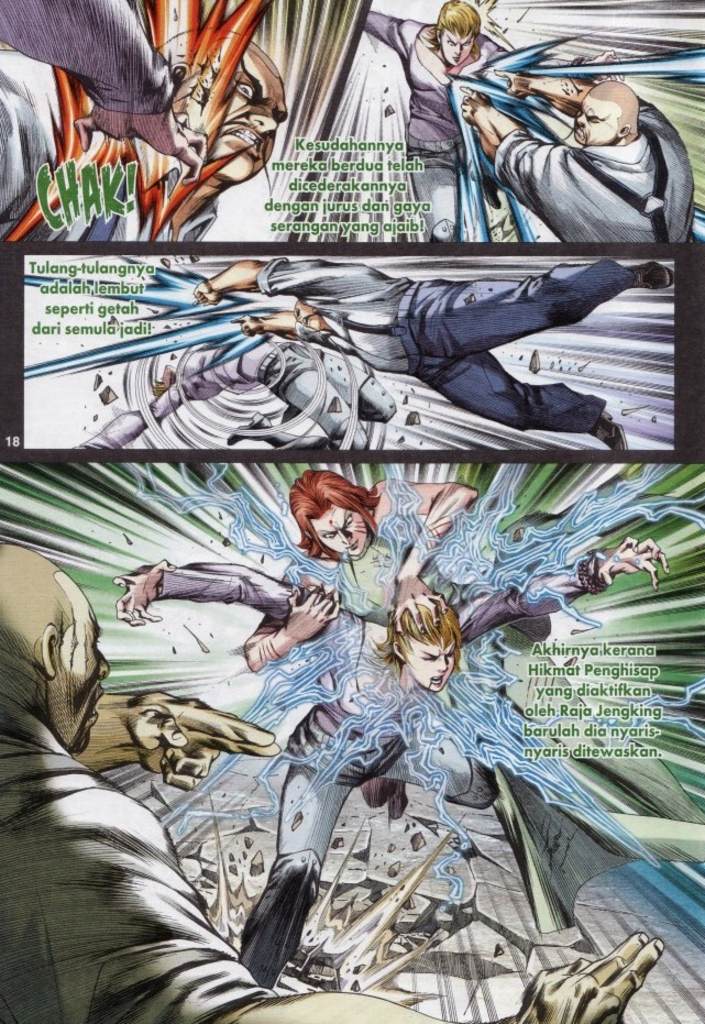 CHAK!
Kesudahannya
mereka berdua telah
dicederakannya
dengan jurus dan gaya
serangan yang ajaib!
Tulang-tulangnya
adalah lembut
seperti getah
dari semula jadi!
18
Akhirnya kerana
Hikmat Penghisap
yang diaktifkan
oleh Raja Jengking
barulah dia nyaris-
nyaris ditewaskan.